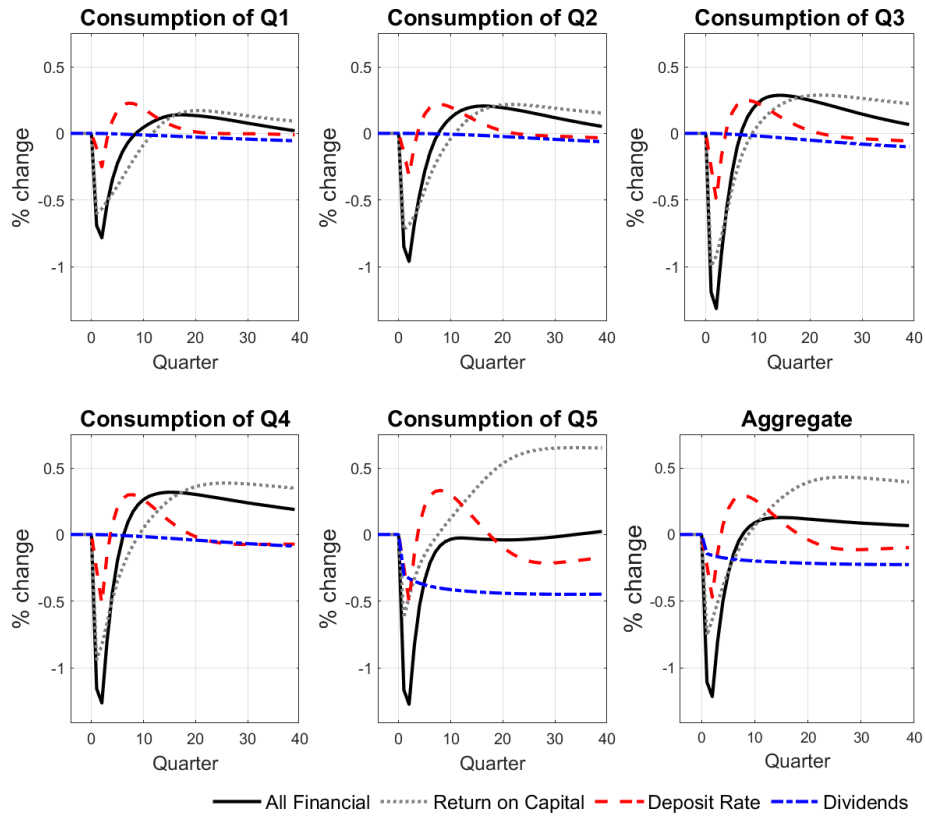 Consumption of Q1
Consumption of Q2
Consumption of Q3
0.5
0
-0.5
-1
% change
0 10 20 30 40
Quarter
0.5
0
-0.5
-1
% change
0 10 20 30 40
Quarter
0.5
0
-0.5
-1
% change
0 10 20 30 40
Quarter
Consumption of Q4
Consumption of Q5
Aggregate
0.5
0
-0.5
-1
% change
0 10 20 30 40
Quarter
0.5
0
-0.5
-1
% change
0 10 20 30 40
Quarter
0.5
0
-0.5
-1
% change
0 10 20 30 40
Quarter
All Financial Return on Capital Deposit Rate Dividends